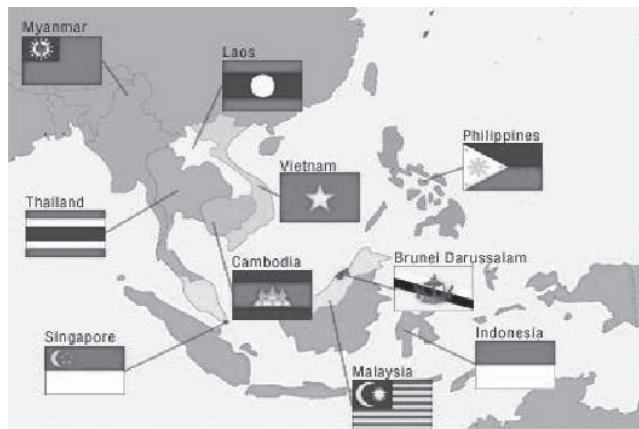 Myanmar
Laos
Philippines
Vietnam
Thailand
Cambodia
Brunei Darussalam
Singapore
Indonesia
Malaysia